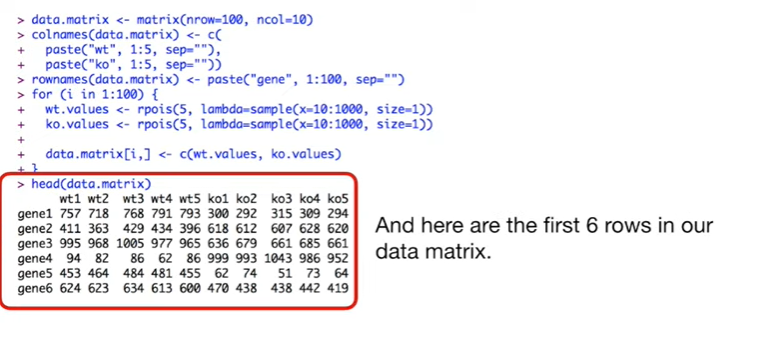 > data.matrix <- matrix(nrow=100, ncol=10)
> colnames(data.matrix) <- c(
+   paste("wt", 1:5, sep=""),
+   paste("ko", 1:5, sep=""))
> rownames(data.matrix) <- paste("gene", 1:100, sep="")
> for (i in 1:100) {
+   wt.values <- rpois(5, lambda=sample(x=10:1000, size=1))
+   ko.values <- rpois(5, lambda=sample(x=10:1000, size=1))
+
+   data.matrix[i,] <- c(wt.values, ko.values)
+ }
> head(data.matrix)
      wt1 wt2  wt3 wt4 wt5 ko1 ko2  ko3 ko4 ko5
gene1 757 718  768 791 793 300 292  315 309 294
gene2 411 363  429 434 396 618 612  607 628 620
gene3 995 968 1005 977 965 636 679  661 685 661
gene4  94  82   86  62  86 999 993 1043 986 952
gene5 453 464  484 481 455  62  74   51  73  64
gene6 624 623  634 613 600 470 438  438 442 419
And here are the first 6 rows in our
data matrix.